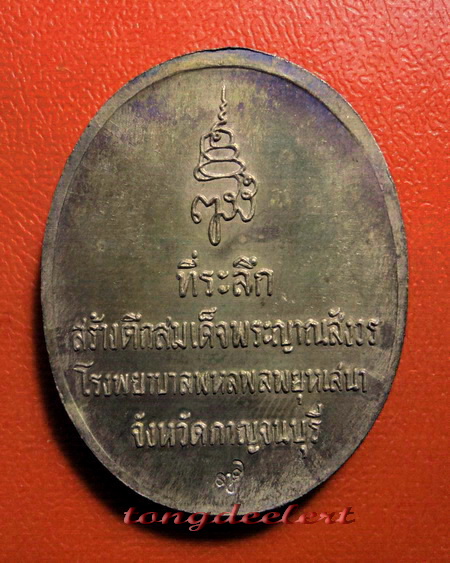 ที่ระลึก
สร้างตึกสมเด็จพระญาณสังวร
โรงพยาบาลพหลพลพยุหเสนา
จังหวัดกาญจนบุรี
tongdeelert